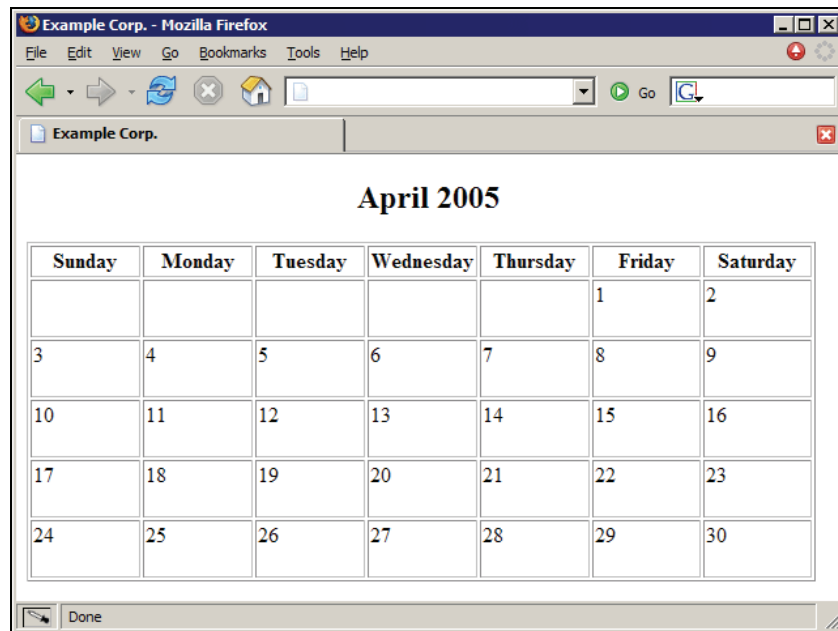 Example Corp. - Mozilla Firefox
File Edit View Go Bookmarks Tools Help
Go G
Example Corp.
April 2005
Sunday Monday Tuesday Wednesday Thursday Friday Saturday
1 2
3 4 5 6 7 8 9
10 11 12 13 14 15 16
17 18 19 20 21 22 23
24 25 26 27 28 29 30
Done